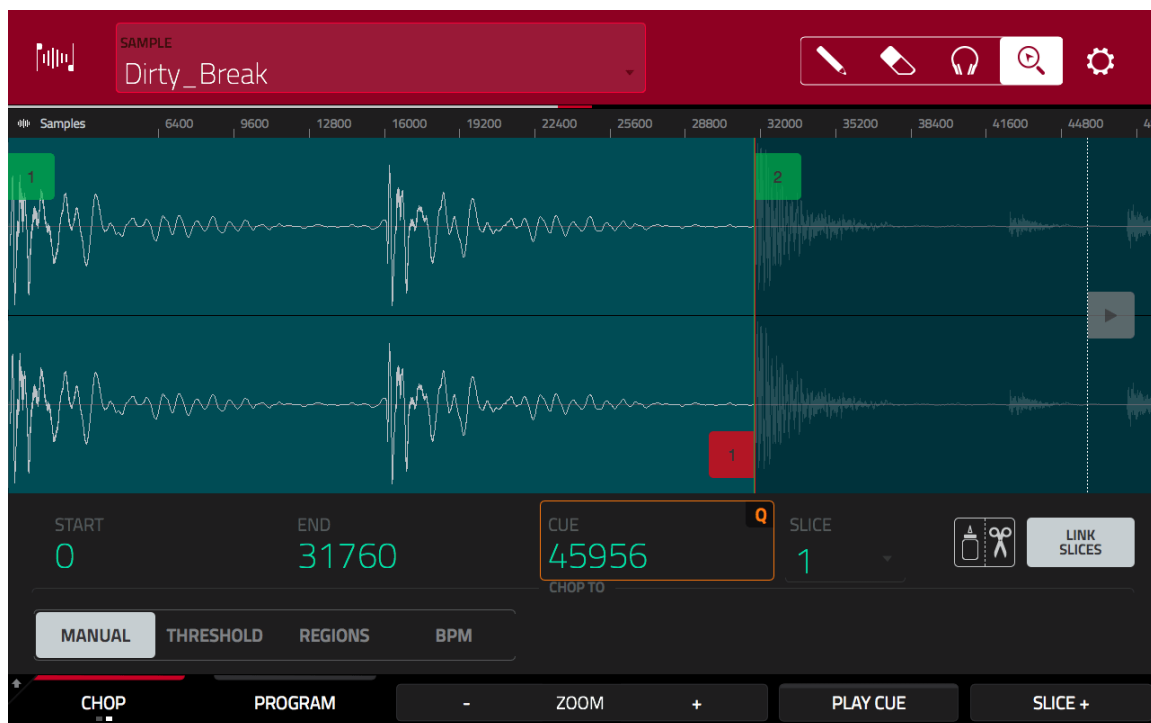 SAMPLE
Dirty_Break
Samples 6400 9600 12800 16000 19200 22400 25600 28800 32000 35200 38400 41600 44800 4
1 2
1
START END CUE Q SLICE
0 31760 45956 1
LINK
SLICES
CHOP TO
MANUAL THRESHOLD REGIONS BPM
CHOP PROGRAM - ZOOM + PLAY CUE SLICE +